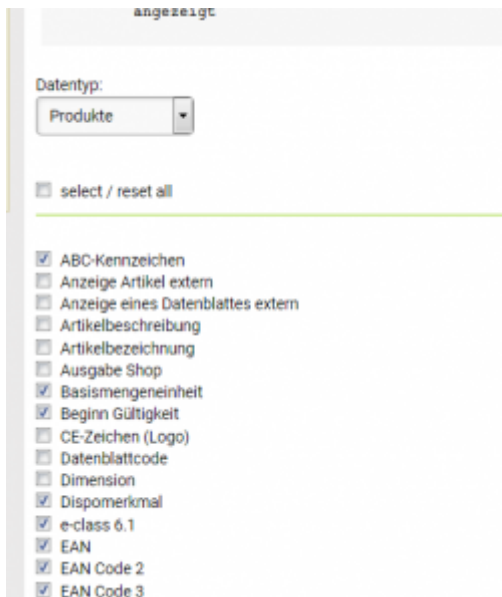 angezeigt
Datentyp:
Produkte
select / reset all
ABC-Kennzeichen
Anzeige Artikel extern
Anzeige eines Datenblattes extern
Artikelbeschreibung
Artikelbezeichnung
Ausgabe Shop
Basismengeneinheit
Beginn Gültigkeit
CE-Zeichen (Logo)
Datenblattcode
Dimension
Dispomerkmal
e-class 6.1
EAN
EAN Code 2
EAN Code 3